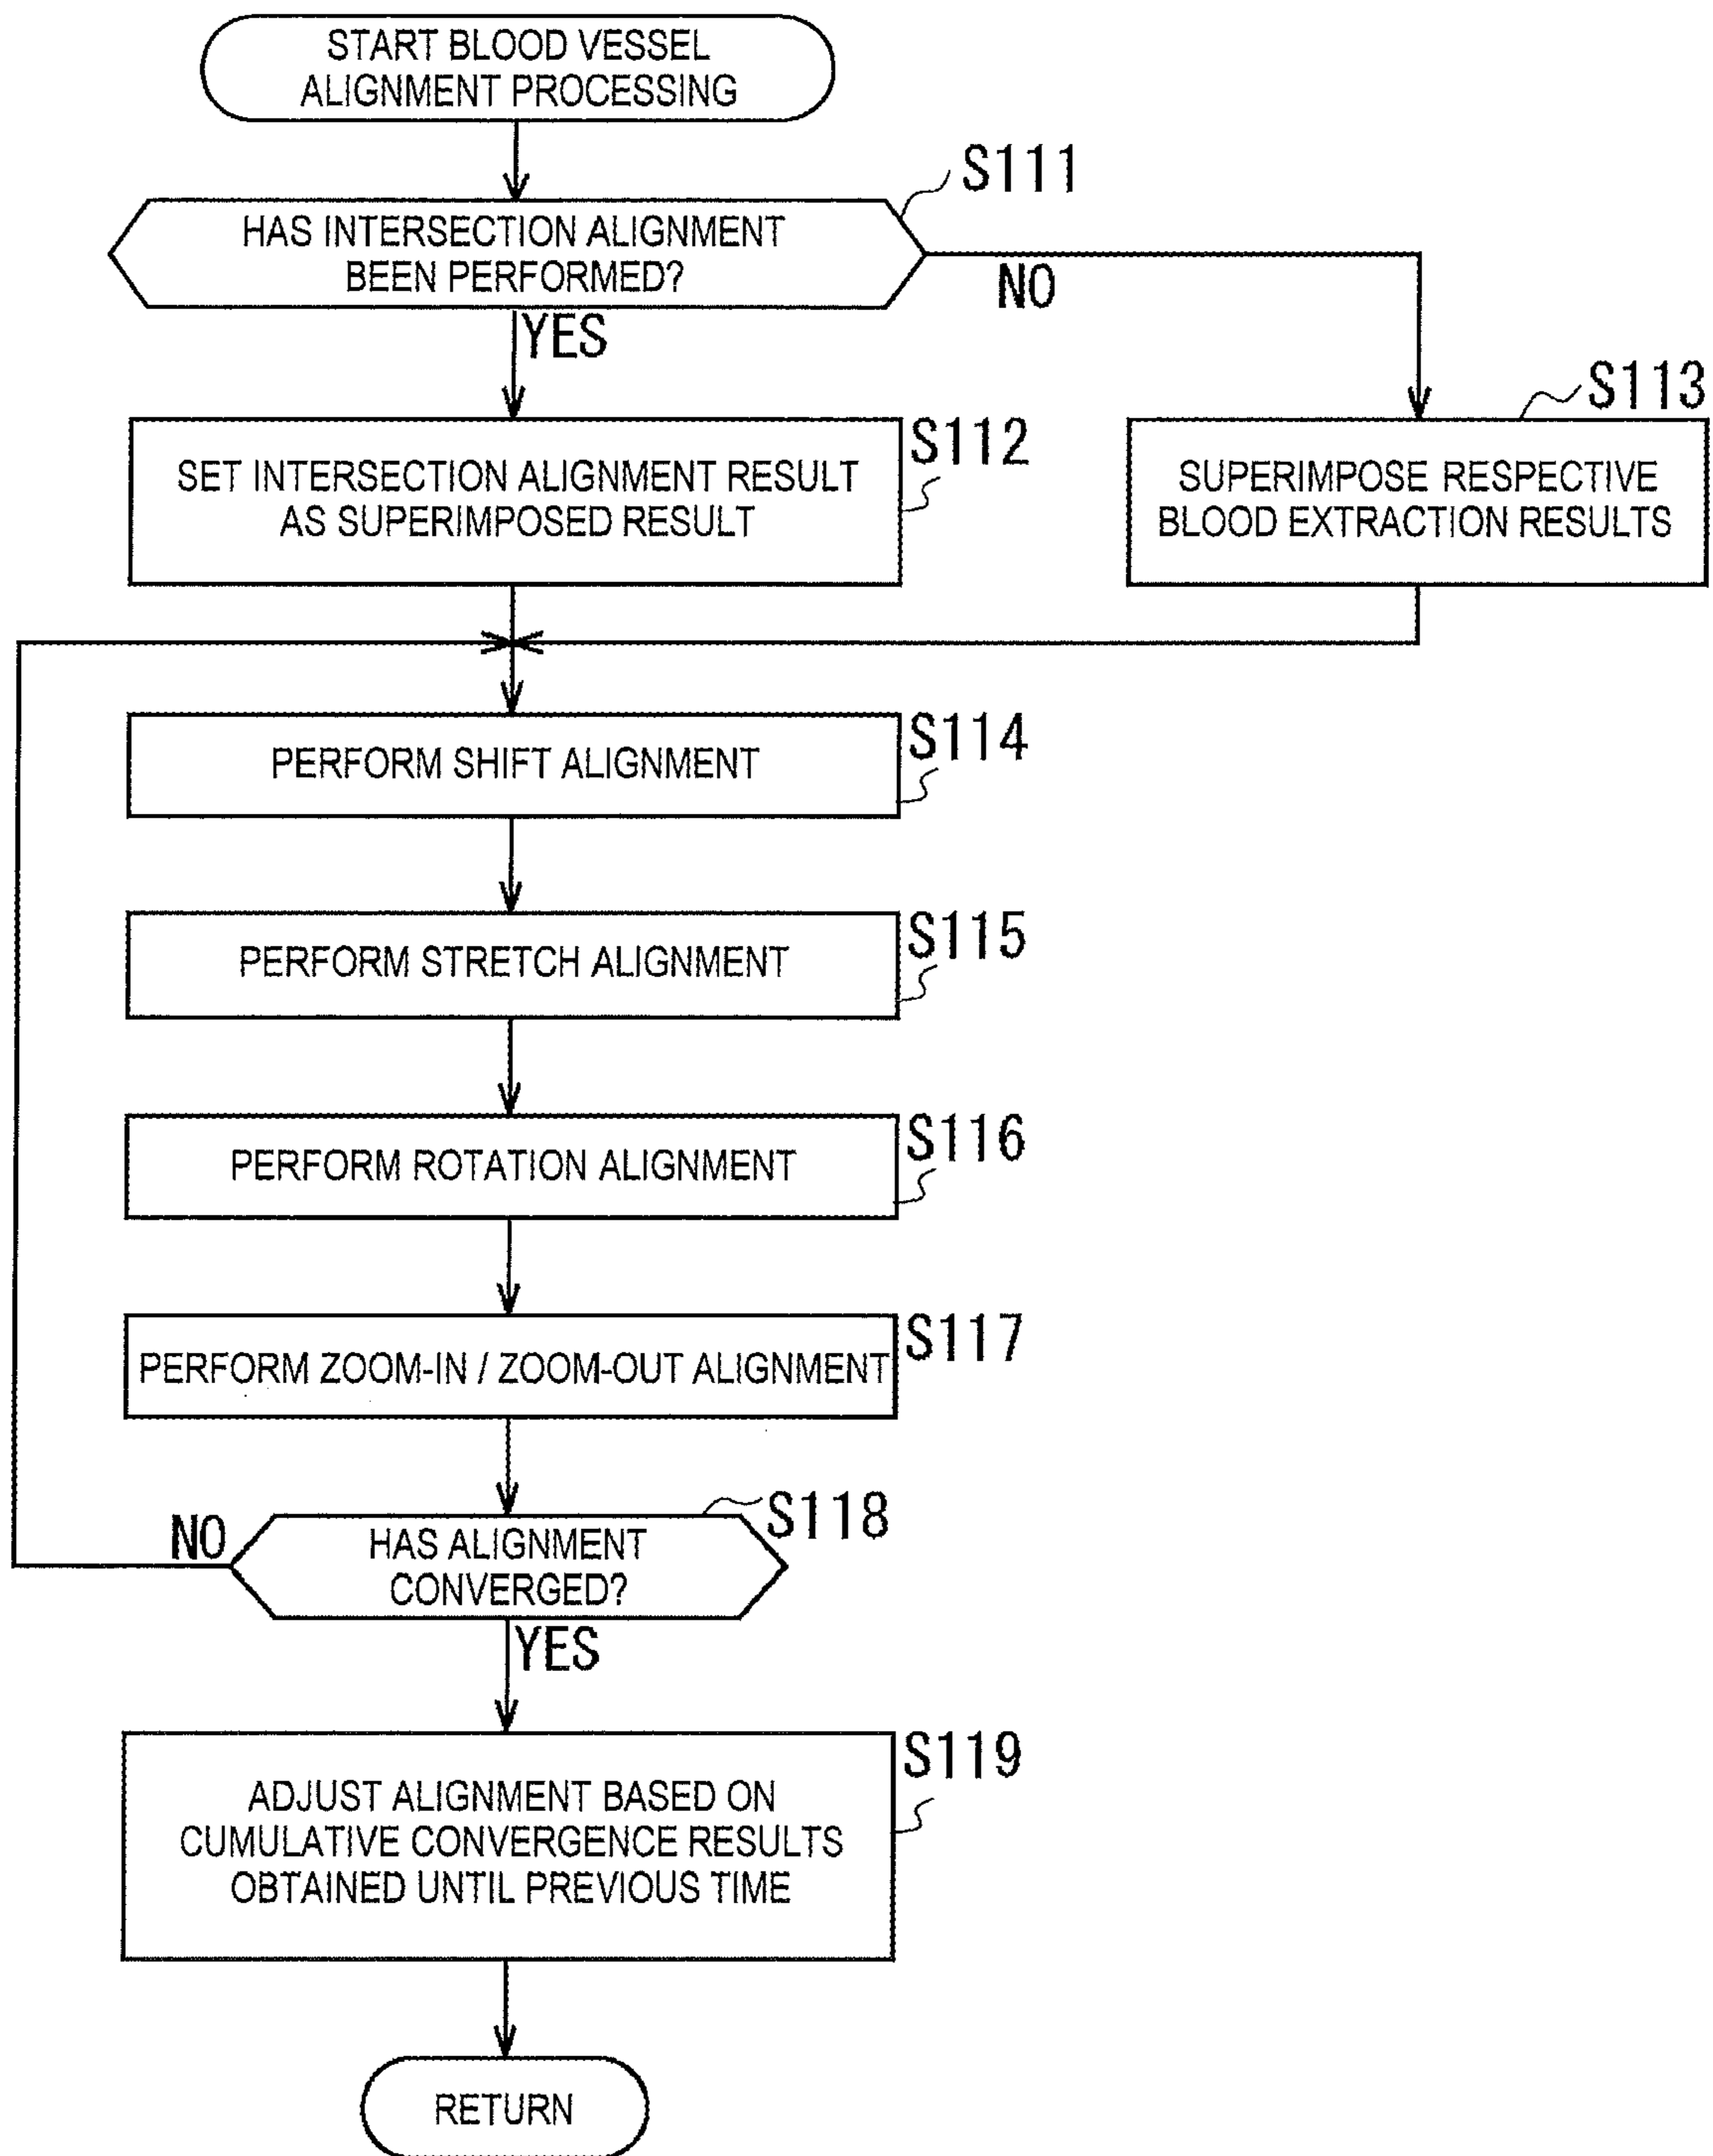 START BLOOD VESSEL
ALIGNMENT PROCESSING
S111
HAS INTERSECTION ALIGNMENT
BEEN PERFORMED?
NO
YES
S112
SET INTERSECTION ALIGNMENT RESULT
AS SUPERIMPOSED RESULT
S113
SUPERIMPOSE RESPECTIVE
BLOOD EXTRACTION RESULTS
S114
PERFORM SHIFT ALIGNMENT
S115
PERFORM STRETCH ALIGNMENT
S116
PERFORM ROTATION ALIGNMENT
S117
PERFORM ZOOM-IN / ZOOM-OUT ALIGNMENT
S118
NO
HAS ALIGNMENT
CONVERGED?
YES
S119
ADJUST ALIGNMENT BASED ON
CUMULATIVE CONVERGENCE RESULTS
OBTAINED UNTIL PREVIOUS TIME
RETURN